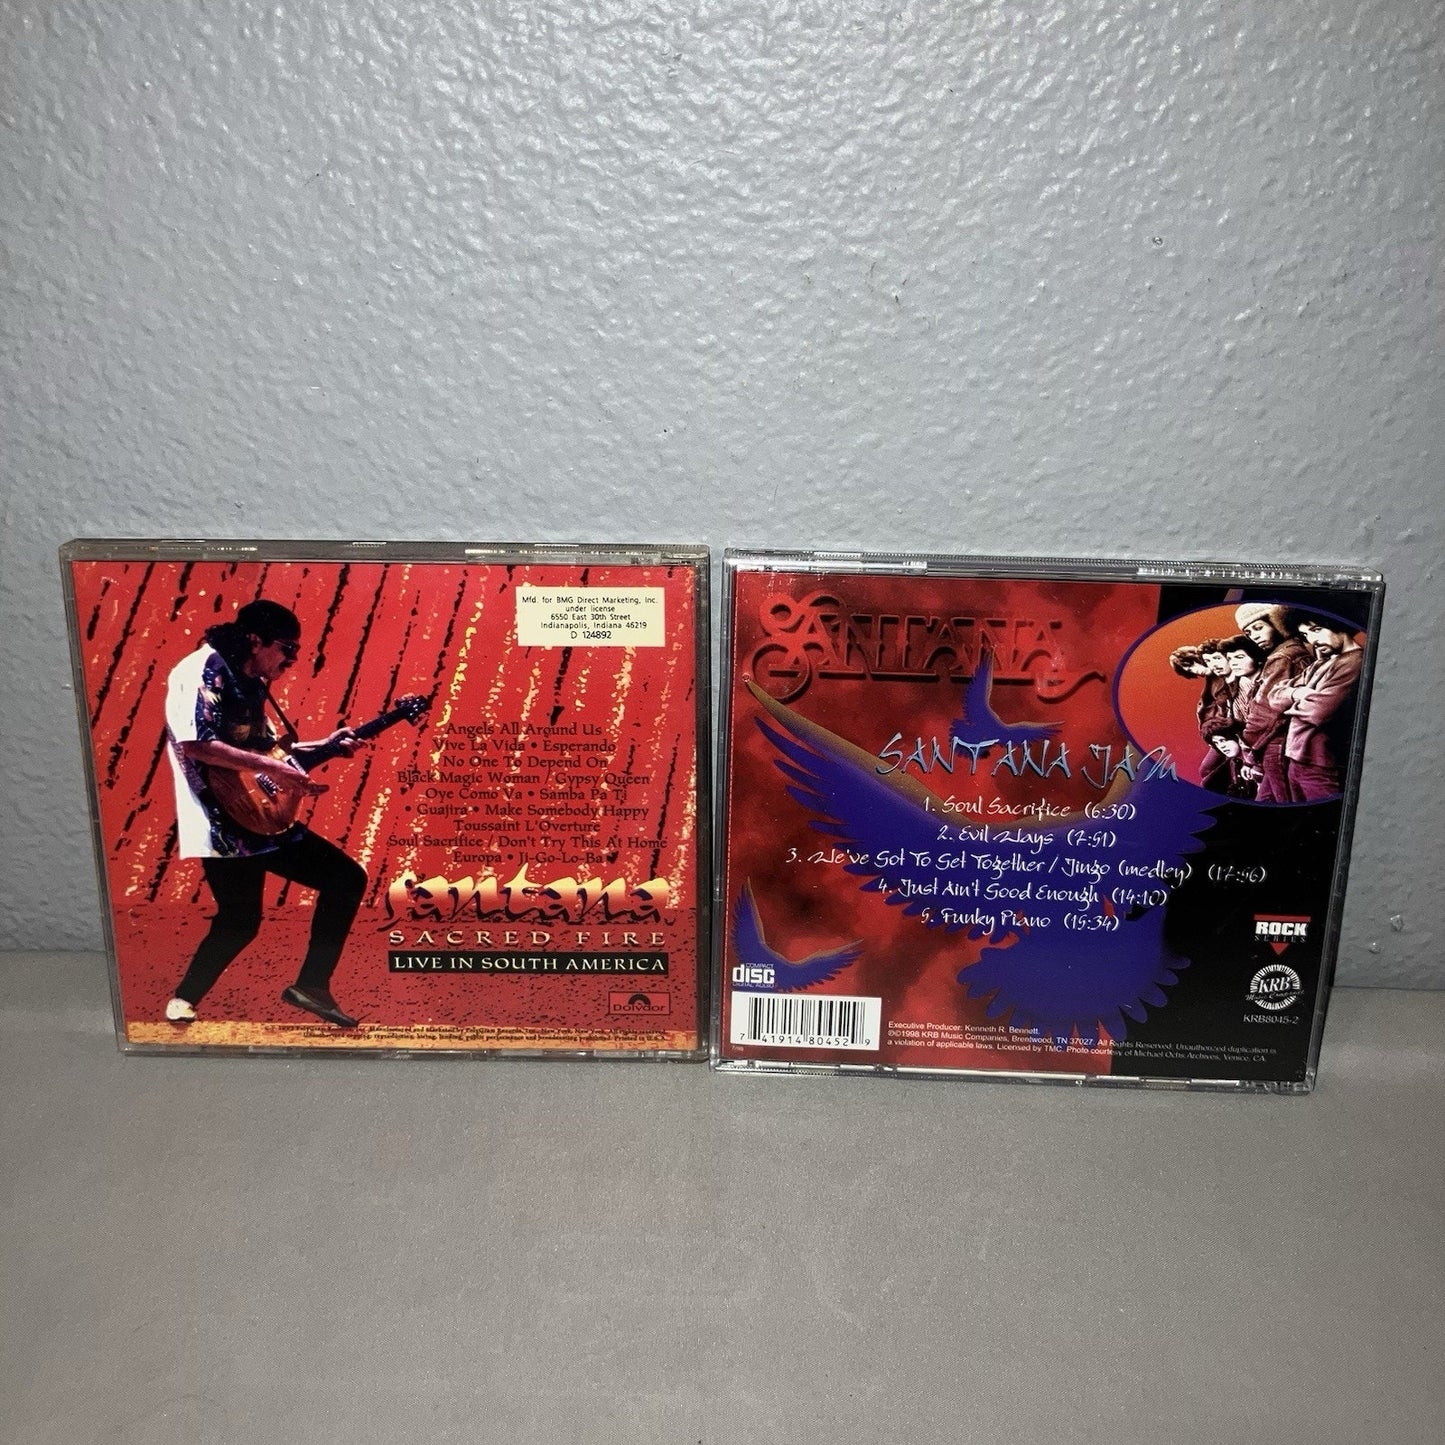 Mfd. for BMG Direct Marketing, Inc.
under license
6550 East 30th Street
Indianapolis, Indiana 46219
D 124892
Angels All Around Us
Vive La Vida • Esperando
No One To Depend On
Black Magic Woman / Gypsy Queen
Oye Como Va • Samba Pa Ti
• Guajira • Make Somebody Happy
Toussaint L'Overture
Soul Sacrifice / Don't Try This At Home
Europa • Ji-Go-Lo-Ba
santana
SACRED FIRE
LIVE IN SOUTH AMERICA
Polydor
SANTANA
SANTANA JAM
1. Soul Sacrifice (6:30)
2. Evil Ways (7:51)
3. We've Got To Get Together / Jingo (medley) (17:56)
4. Just Ain't Good Enough (14:10)
5. Funky Piano (15:34)
ROCK
SERIES
KRB
Music Companies
KRB8045-2
COMPACT
disc
DIGITAL AUDIO
7 41914 80452 9
7/98
Executive Producer: Kenneth R. Bennett.
℗©1998 KRB Music Companies, Brentwood, TN 37027. All Rights Reserved. Unauthorized duplication is
a violation of applicable laws. Licensed by TMC. Photo courtesy of Michael Ochs Archives, Venice, CA.